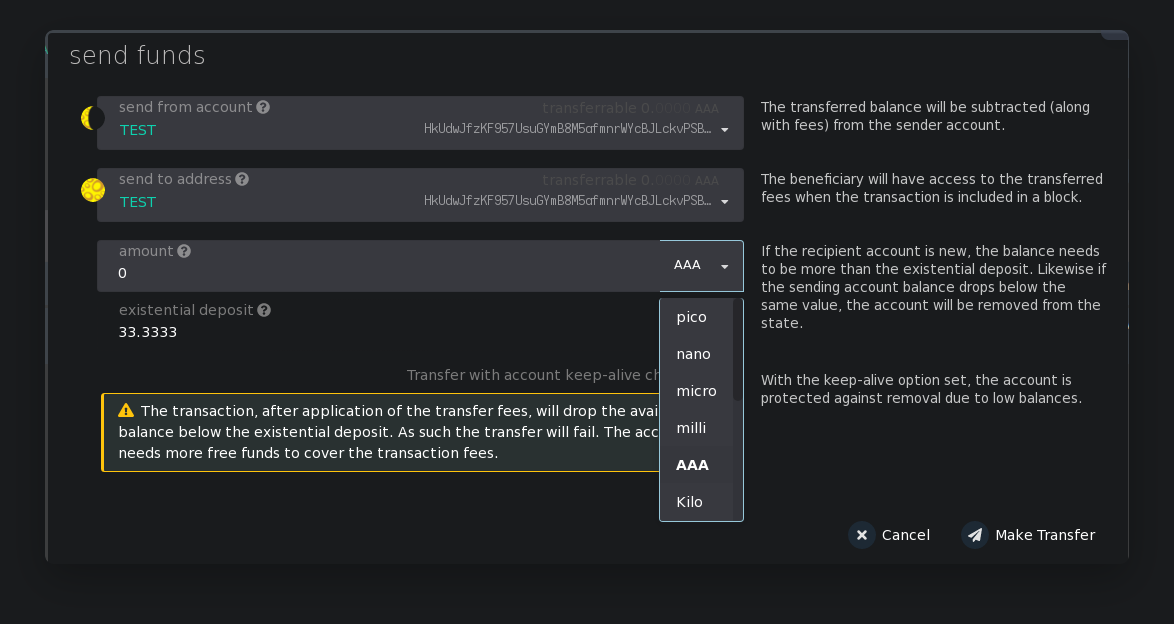 send funds
send from account
transferrable 0.0000 AAA
TEST
HkUdwJfzKF957UsuGYmB8M5afmnrWYcBJLckvPSB…
The transferred balance will be subtracted (along
with fees) from the sender account.
send to address
transferrable 0.0000 AAA
TEST
HkUdwJfzKF957UsuGYmB8M5afmnrWYcBJLckvPSB…
The beneficiary will have access to the transferred
fees when the transaction is included in a block.
amount
0
AAA
If the recipient account is new, the balance needs
to be more than the existential deposit. Likewise if
the sending account balance drops below the
same value, the account will be removed from the
state.
existential deposit
33.3333
pico
nano
micro
milli
AAA
Kilo
Transfer with account keep-alive ch
With the keep-alive option set, the account is
protected against removal due to low balances.
The transaction, after application of the transfer fees, will drop the avai
balance below the existential deposit. As such the transfer will fail. The acc
needs more free funds to cover the transaction fees.
Cancel
Make Transfer